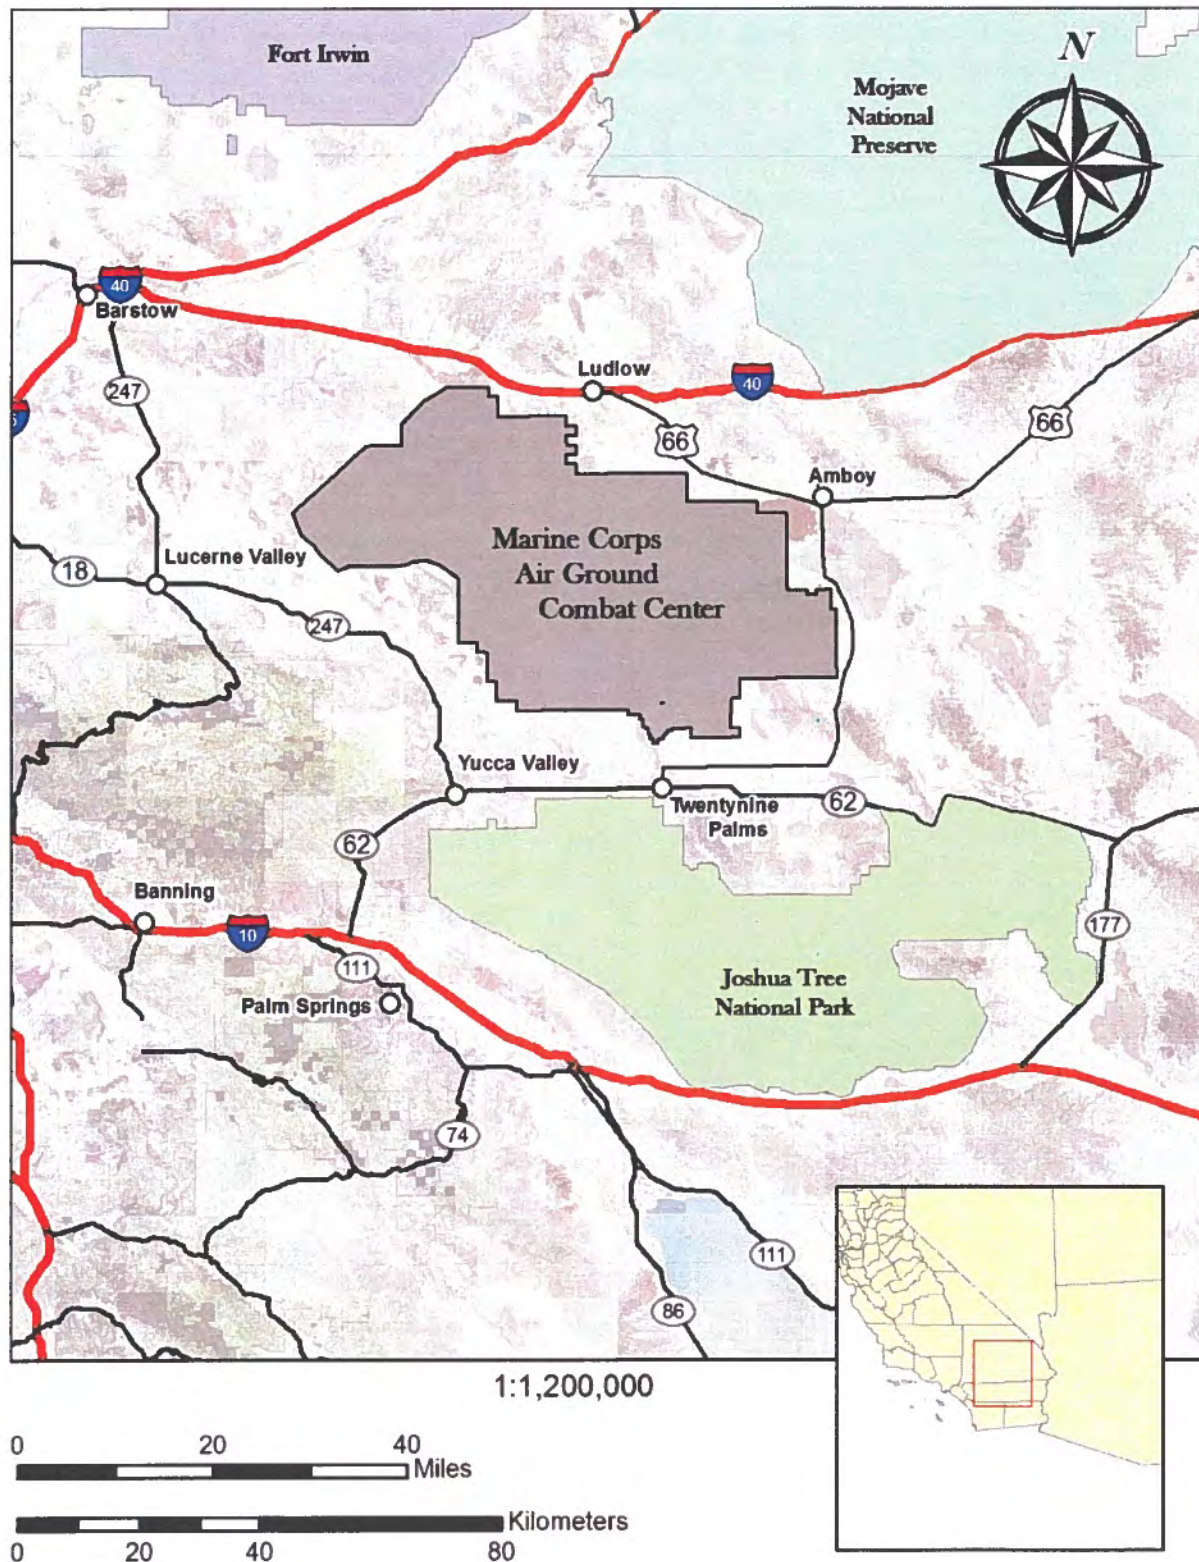 Fort Irwin
N
Mojave
National
Preserve
40
Barstow
247
Ludlow
40
66
66
Amboy
Marine Corps
Air Ground
Combat Center
Lucerne Valley
18
247
Yucca Valley
Twentynine
Palms
62
62
Banning
10
177
111
Palm Springs
Joshua Tree
National Park
74
111
86
1:1,200,000
0 20 40
Miles
Kilometers
0 20 40 80